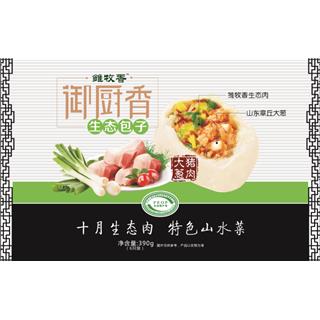 雒牧香
御厨香
生态包子
雒牧香生态肉
山东章丘大葱
猪肉
大葱
十月生态肉 特色山水菜
净含量:390g